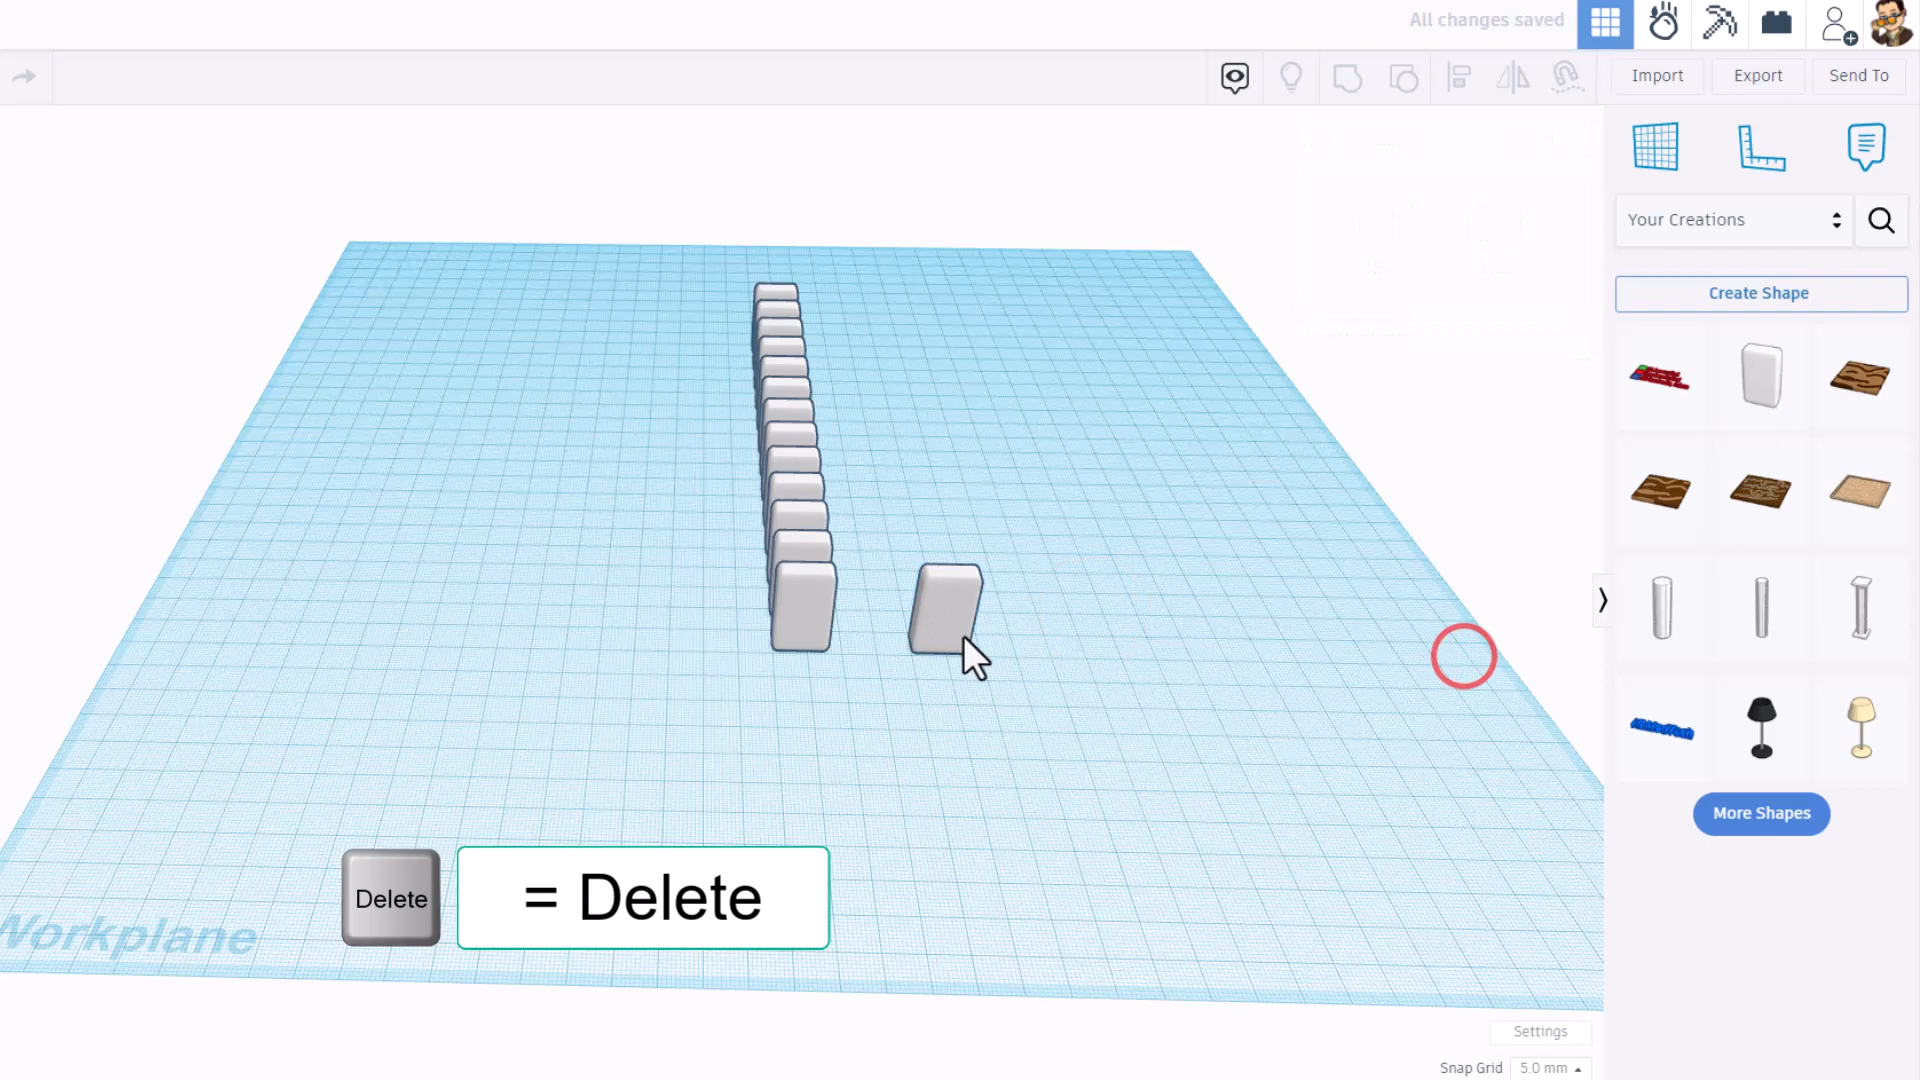 All changes saved
Import
Export
Send To
Your Creations
Create Shape
More Shapes
Delete
= Delete
Workplane
Settings
Snap Grid
5.0 mm